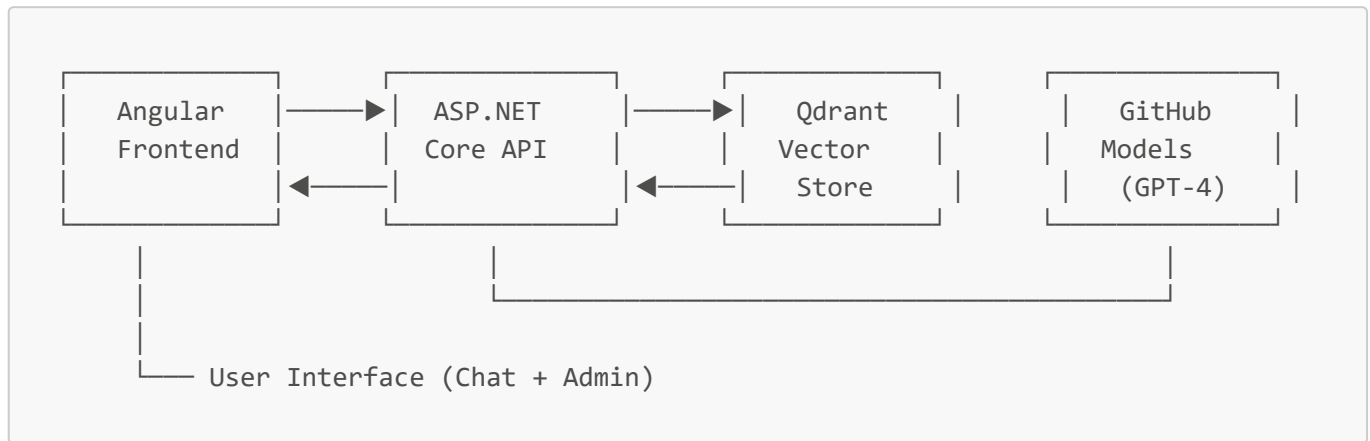 Angular ASP.NET Qdrant GitHub
Frontend Core API Vector Models
Store (GPT-4)
User Interface (Chat + Admin)